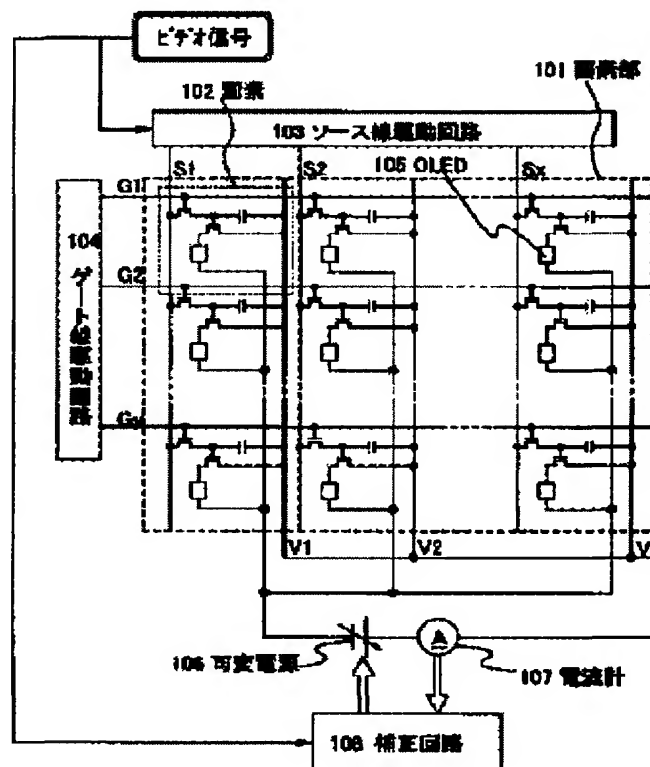 ビデオ信号
102 画素
101 画素部
103 ソース線駆動回路
S1
S2
Sx
105 OLED
G1
104 ゲート線駆動回路
G2
Gy
V1
V2
V
106 可変電源
A
107 電流計
108 補正回路